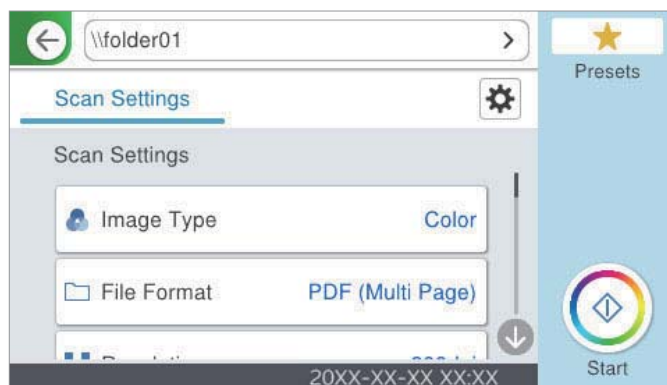 \\folder01
Presets
Scan Settings
Scan Settings
Image Type Color
File Format PDF (Multi Page)
Start
20XX-XX-XX XX:XX